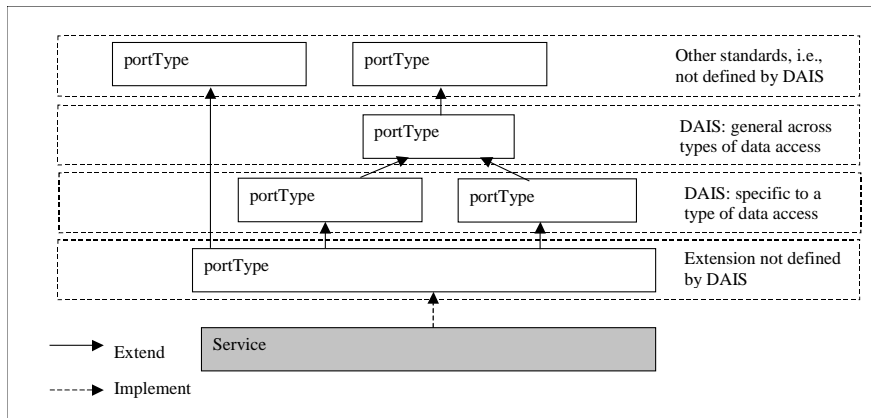 portType
portType
Other standards, i.e.,
not defined by DAIS
portType
DAIS: general across
types of data access
portType
portType
DAIS: specific to a
type of data access
portType
Extension not defined
by DAIS
Service
Extend
Implement